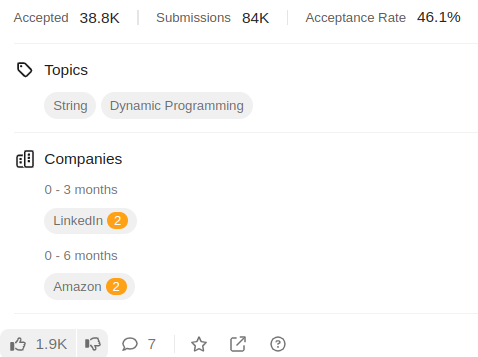 Accepted 38.8K Submissions 84K Acceptance Rate 46.1%
Topics
String Dynamic Programming
Companies
0 - 3 months
LinkedIn 2
0 - 6 months
Amazon 2
1.9K 7